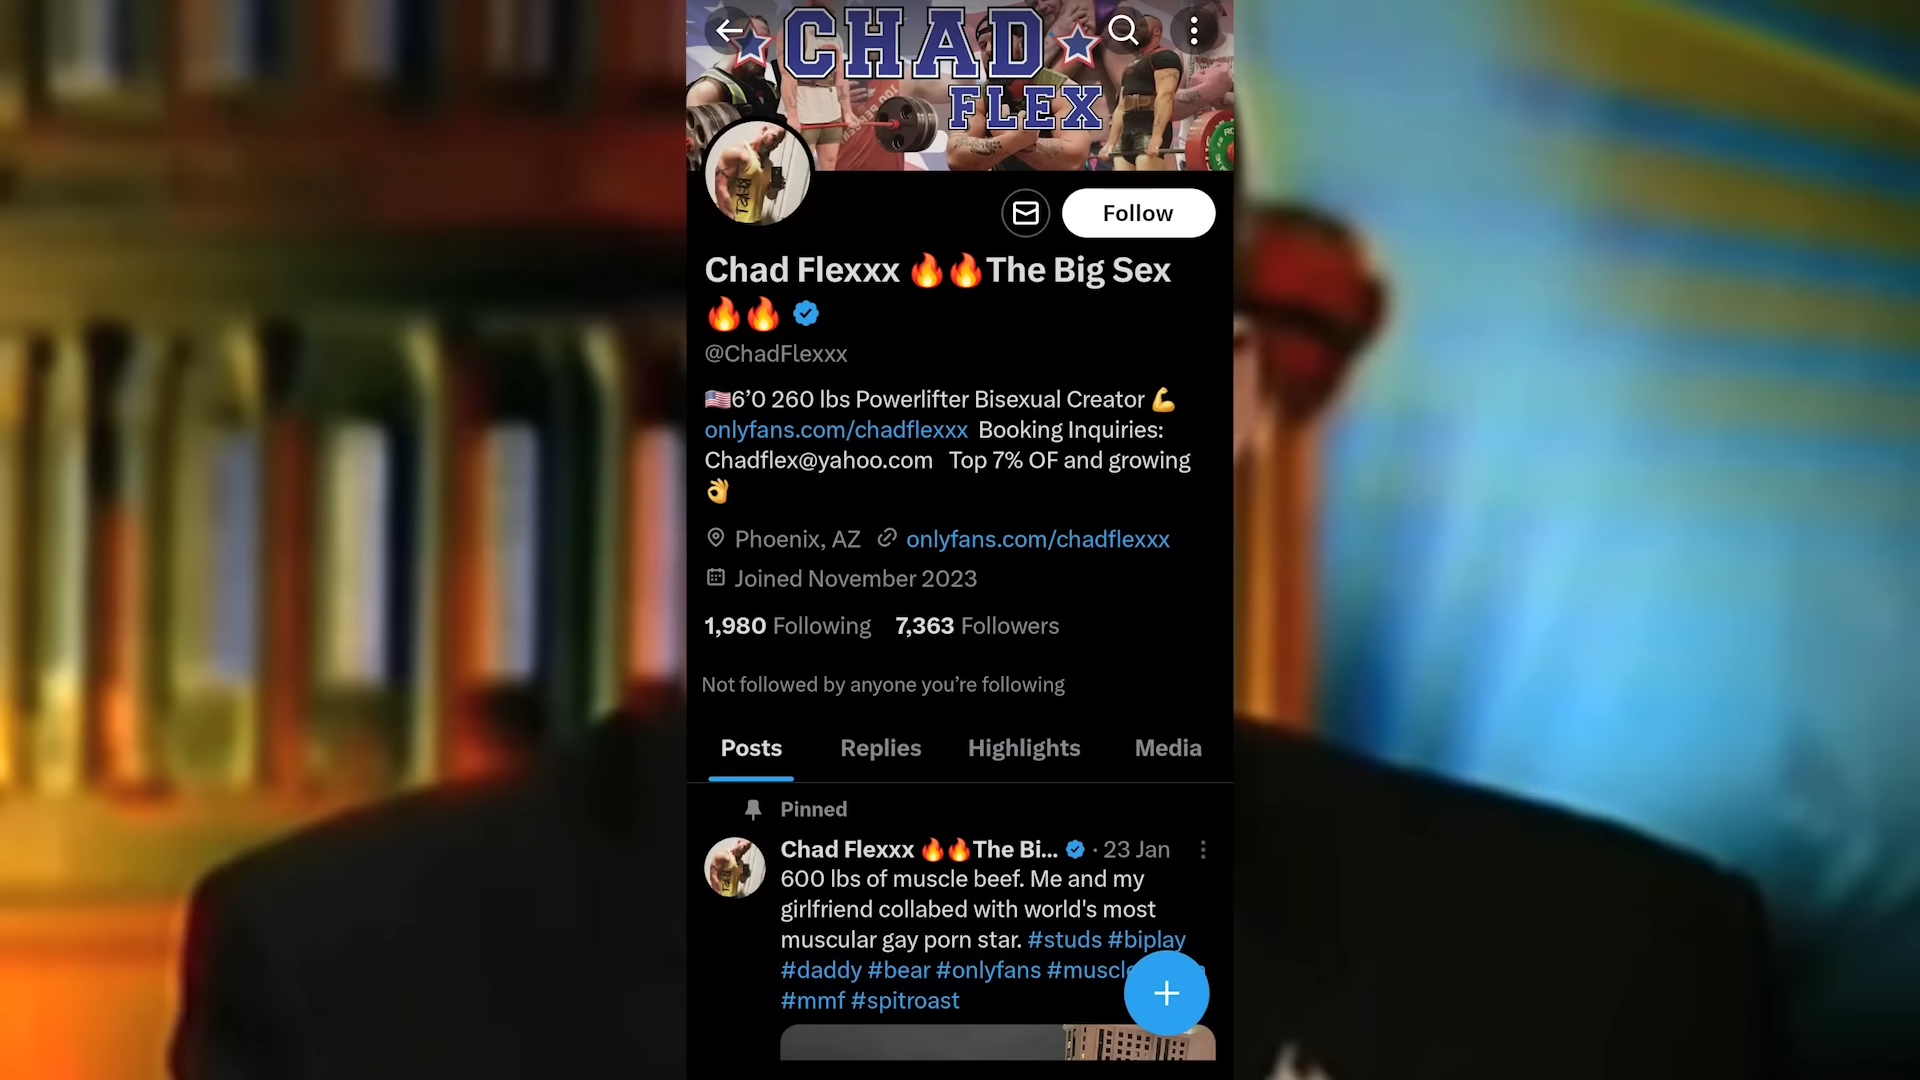 CHAD
FLEX
Follow
Chad Flexxx 🔥🔥The Big Sex
🔥🔥
@ChadFlexxx
🇺🇸6’0 260 lbs Powerlifter Bisexual Creator 💪
onlyfans.com/chadflexxx Booking Inquiries:
Chadflex@yahoo.com Top 7% OF and growing
👌
Phoenix, AZ onlyfans.com/chadflexxx
Joined November 2023
1,980 Following 7,363 Followers
Not followed by anyone you’re following
Posts Replies Highlights Media
Pinned
Chad Flexxx 🔥🔥The Bi... · 23 Jan
600 lbs of muscle beef. Me and my
girlfriend collabed with world's most
muscular gay porn star. #studs #biplay
#daddy #bear #onlyfans
#mmf #spitroast